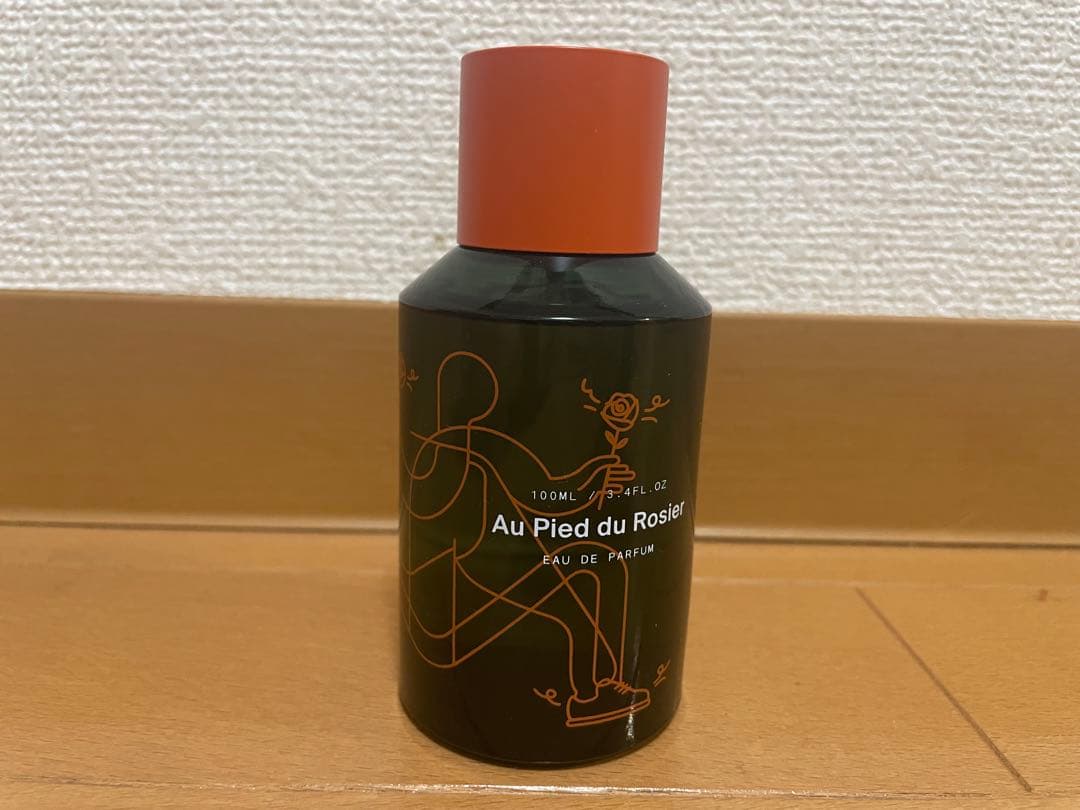 100ML / 3.4FL.OZ
Au Pied du Rosier
EAU DE PARFUM